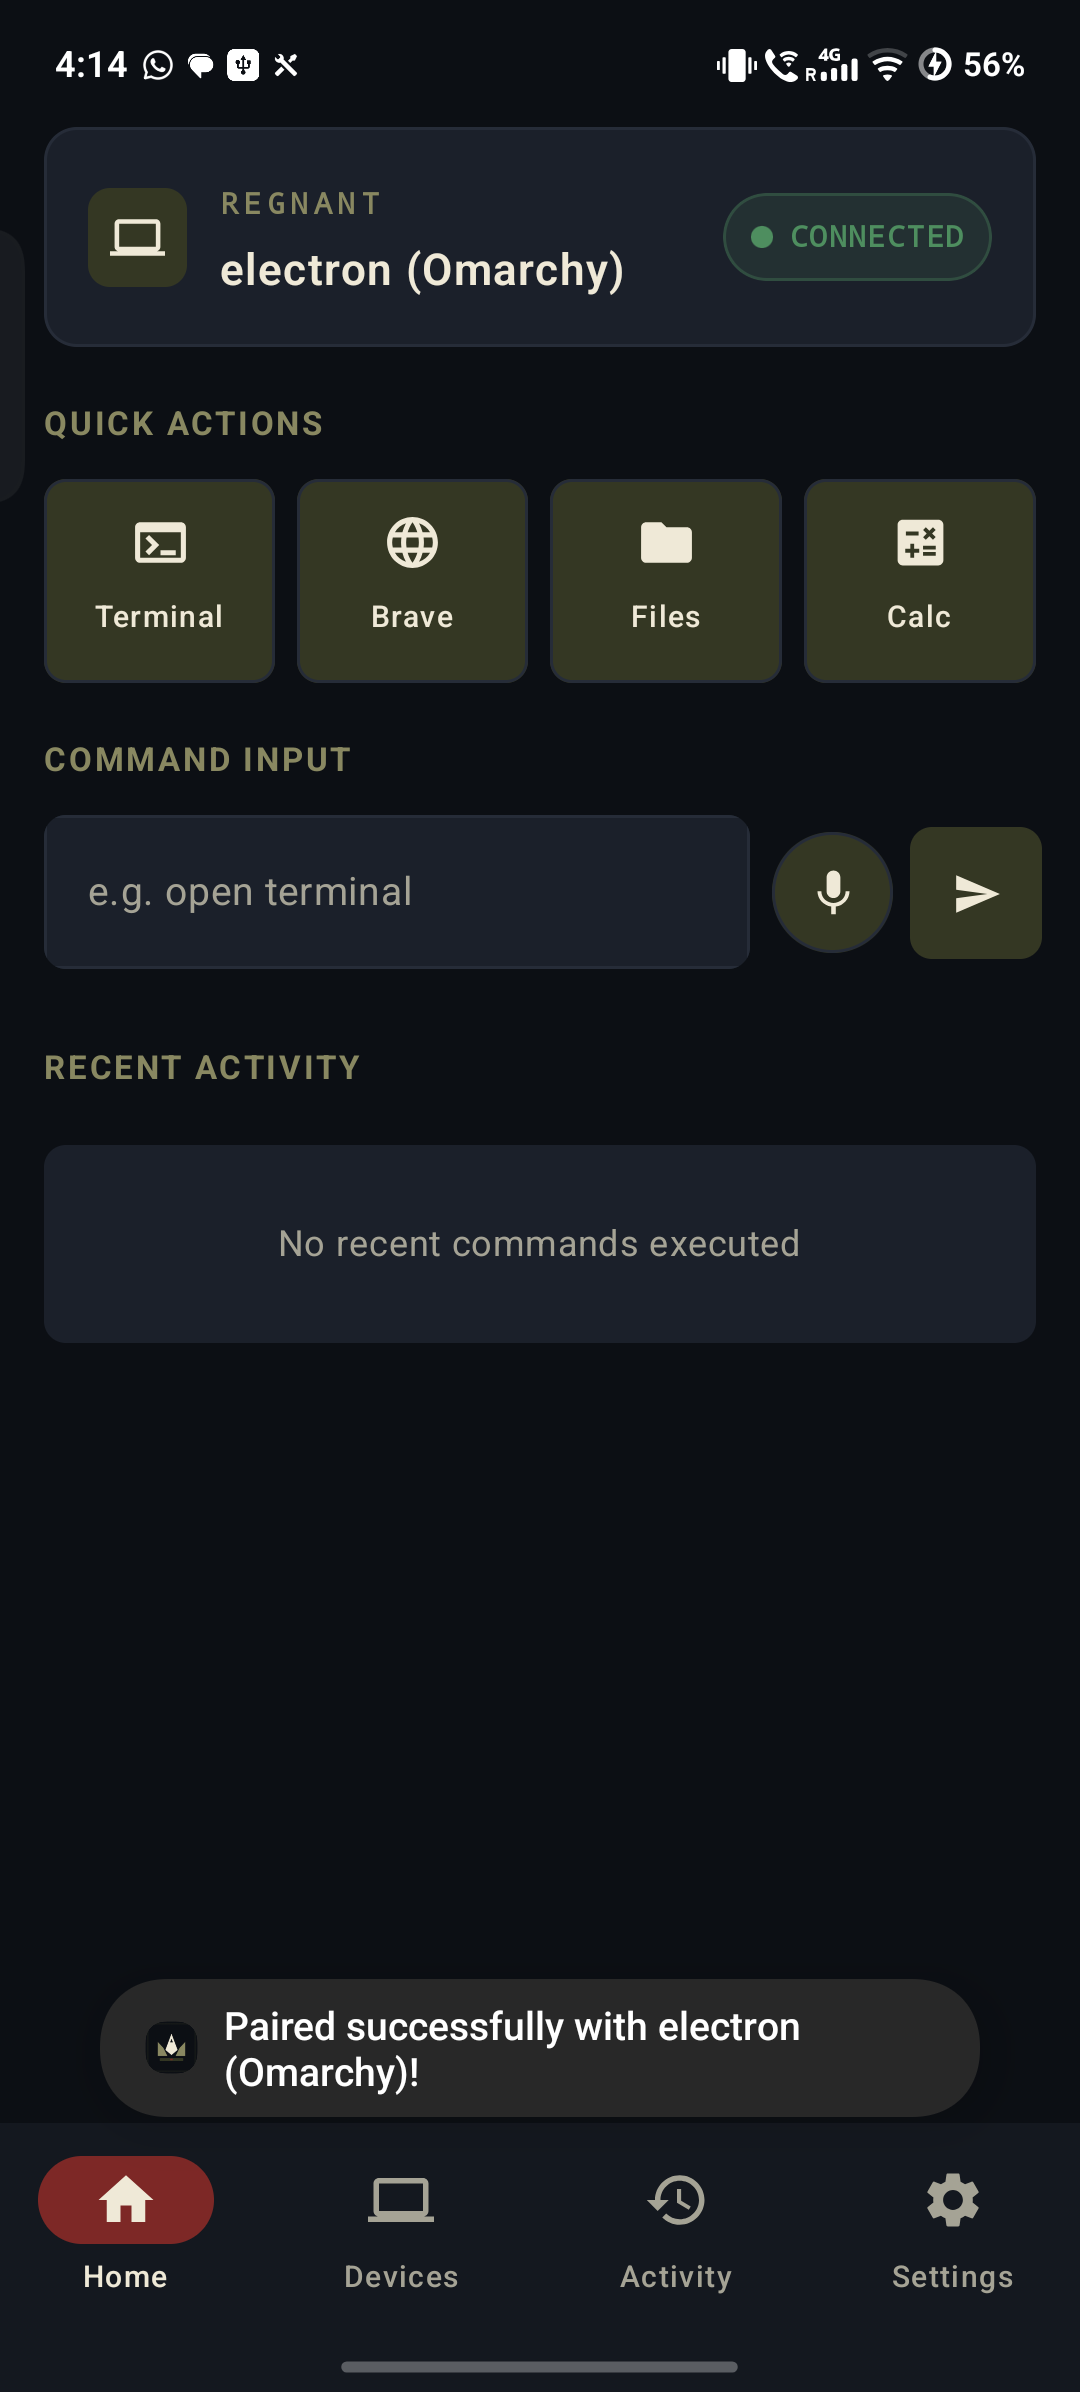 4:14
4G
R
56%
REGNANT
electron (Omarchy)
CONNECTED
QUICK ACTIONS
Terminal
Brave
Files
Calc
COMMAND INPUT
e.g. open terminal
RECENT ACTIVITY
No recent commands executed
Paired successfully with electron
(Omarchy)!
Home
Devices
Activity
Settings